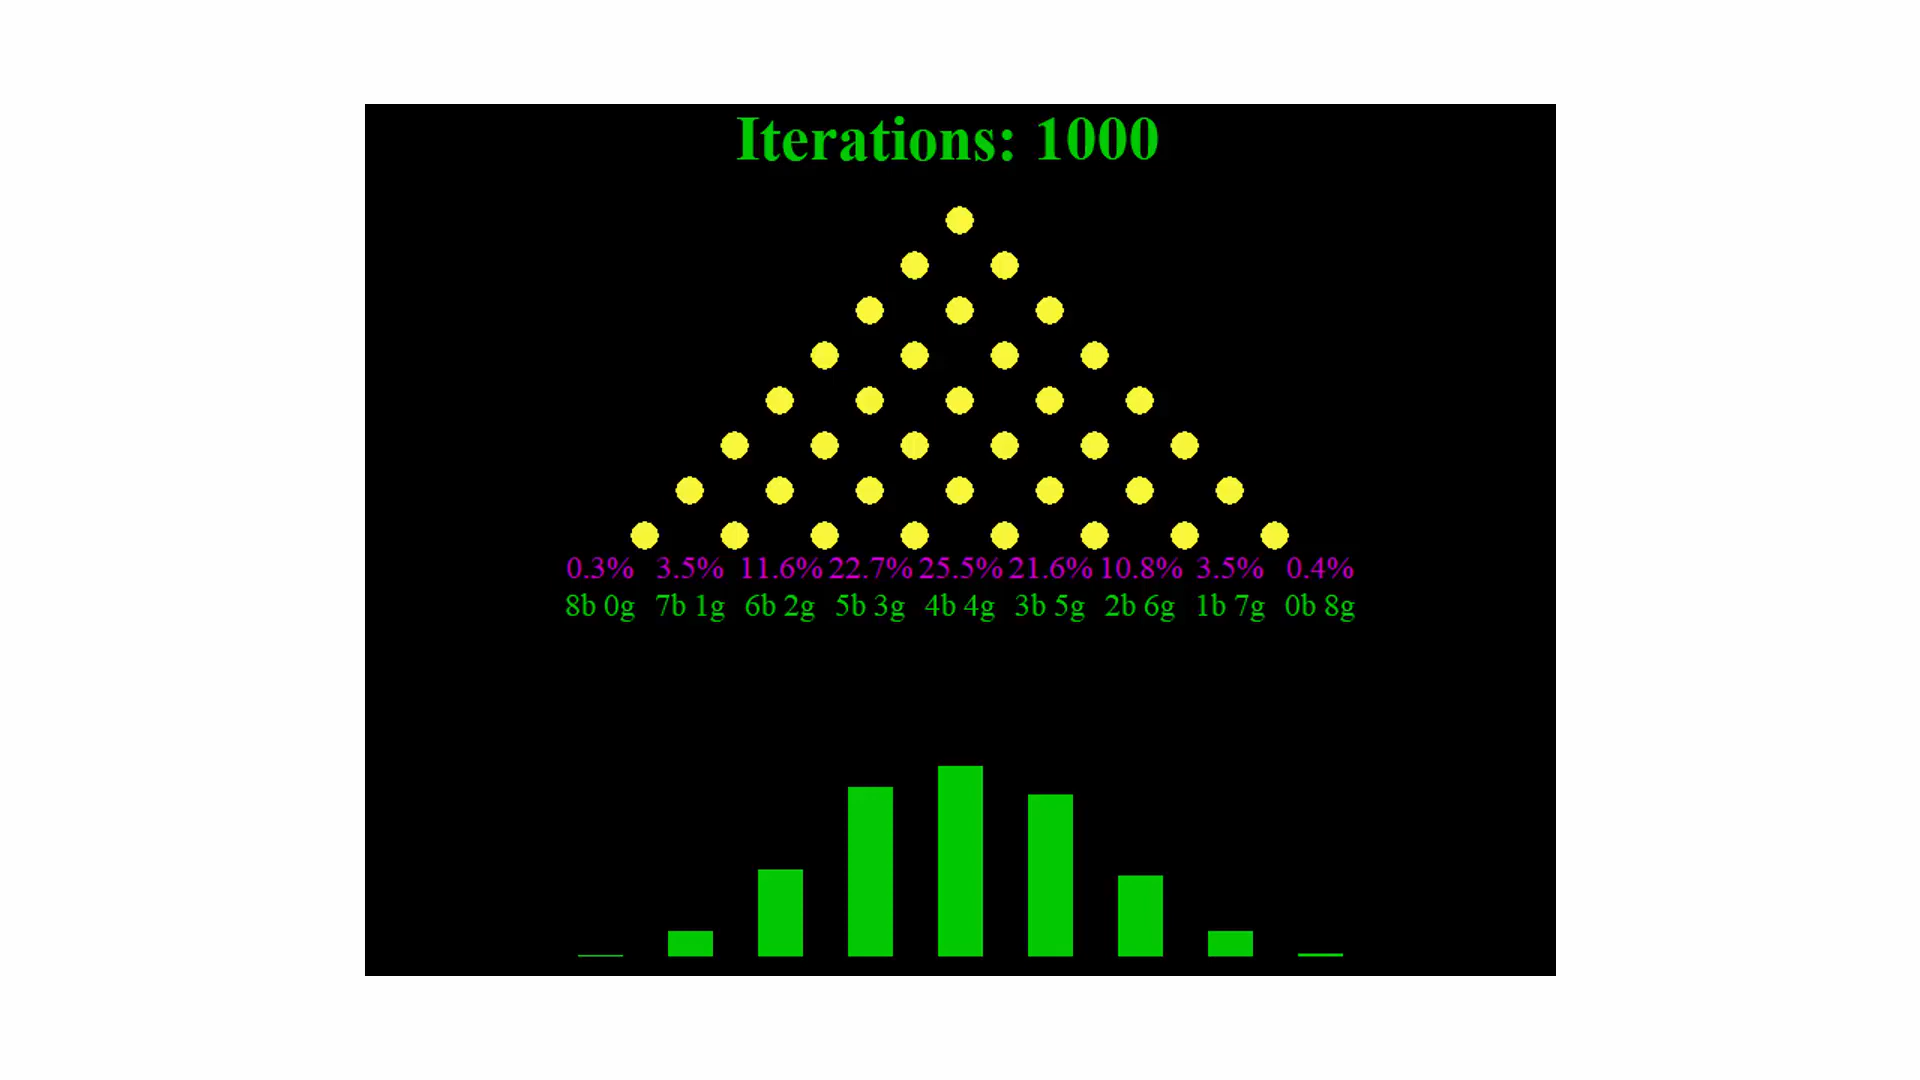 Iterations: 1000
0.3% 3.5% 11.6% 22.7% 25.5% 21.6% 10.8% 3.5% 0.4%
8b 0g 7b 1g 6b 2g 5b 3g 4b 4g 3b 5g 2b 6g 1b 7g 0b 8g